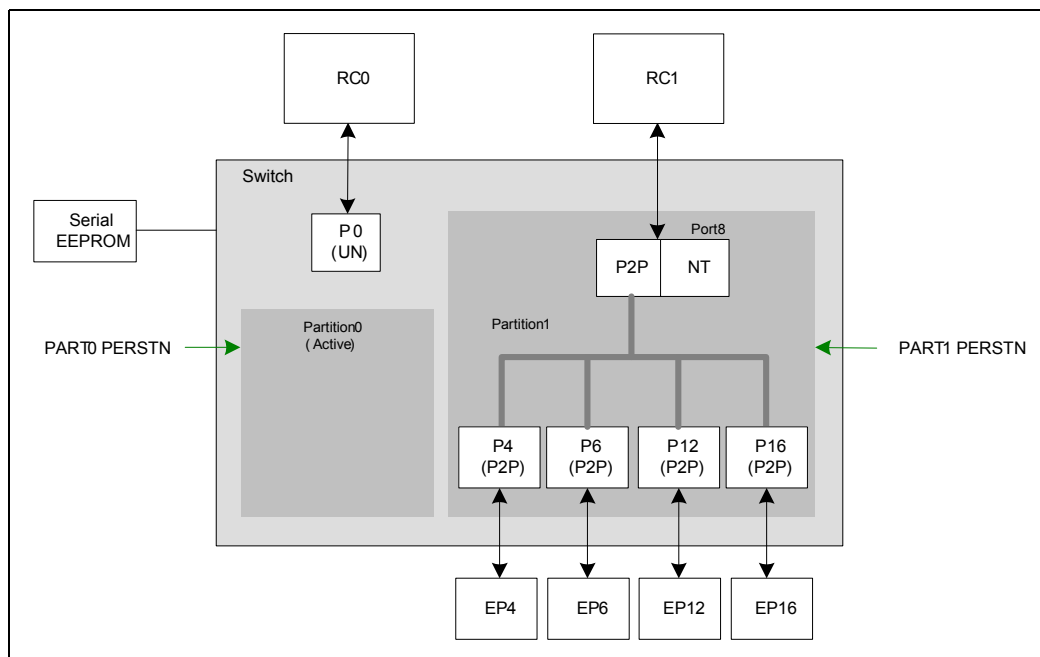 RC0
RC1
Switch
Serial
EEPROM
P0
(UN)
Port8
P2P
NT
Partition0
( Active)
Partition1
PART0 PERSTN
PART1 PERSTN
P4
(P2P)
P6
(P2P)
P12
(P2P)
P16
(P2P)
EP4
EP6
EP12
EP16